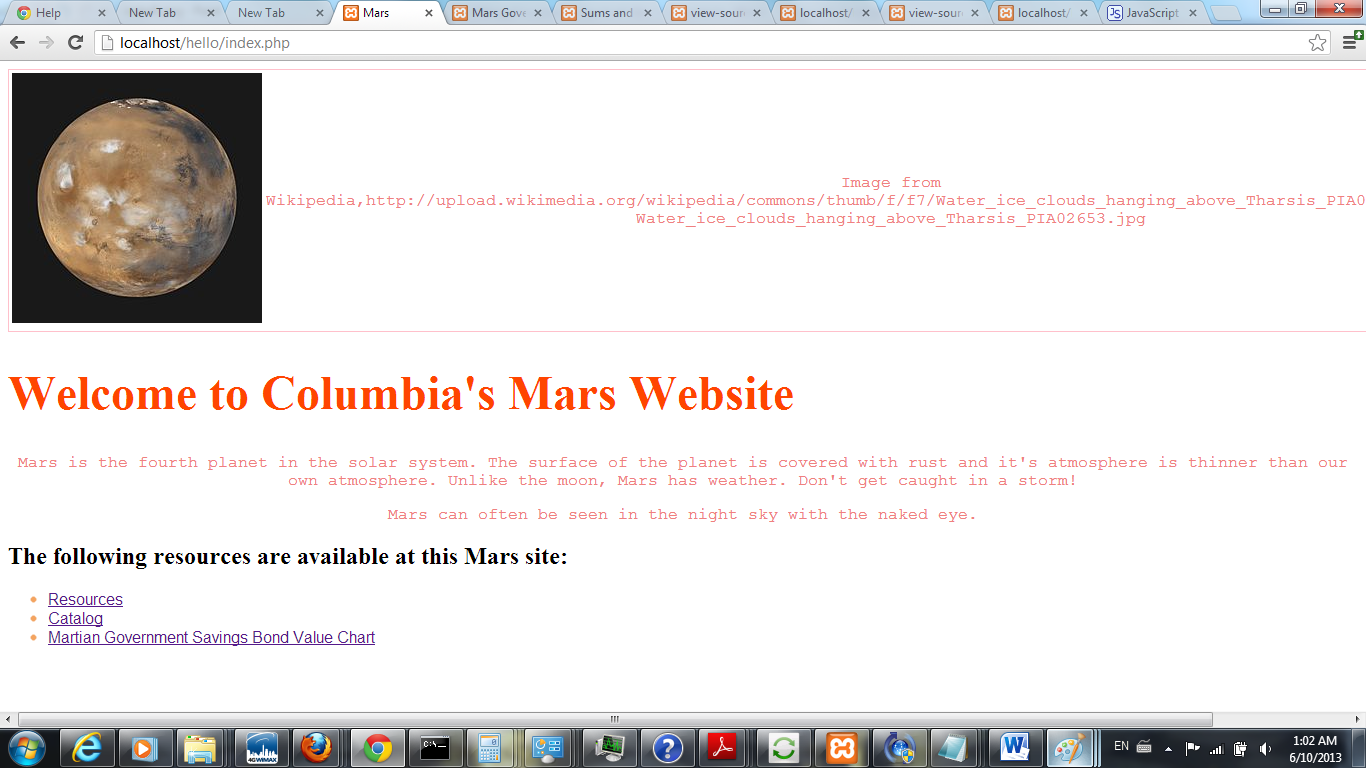 Help
New Tab
New Tab
Mars
Mars Gove
Sums and
view-sour
localhost/
view-sour
localhost/
JavaScript
localhost/hello/index.php
Image from
Wikipedia,http://upload.wikimedia.org/wikipedia/commons/thumb/f/f7/Water_ice_clouds_hanging_above_Tharsis_PIA0
Water_ice_clouds_hanging_above_Tharsis_PIA02653.jpg
Welcome to Columbia's Mars Website
Mars is the fourth planet in the solar system. The surface of the planet is covered with rust and it's atmosphere is thinner than our
own atmosphere. Unlike the moon, Mars has weather. Don't get caught in a storm!
Mars can often be seen in the night sky with the naked eye.
The following resources are available at this Mars site:
Resources
Catalog
Martian Government Savings Bond Value Chart
4GWIMAX
C:\-
EN
1:02 AM
6/10/2013